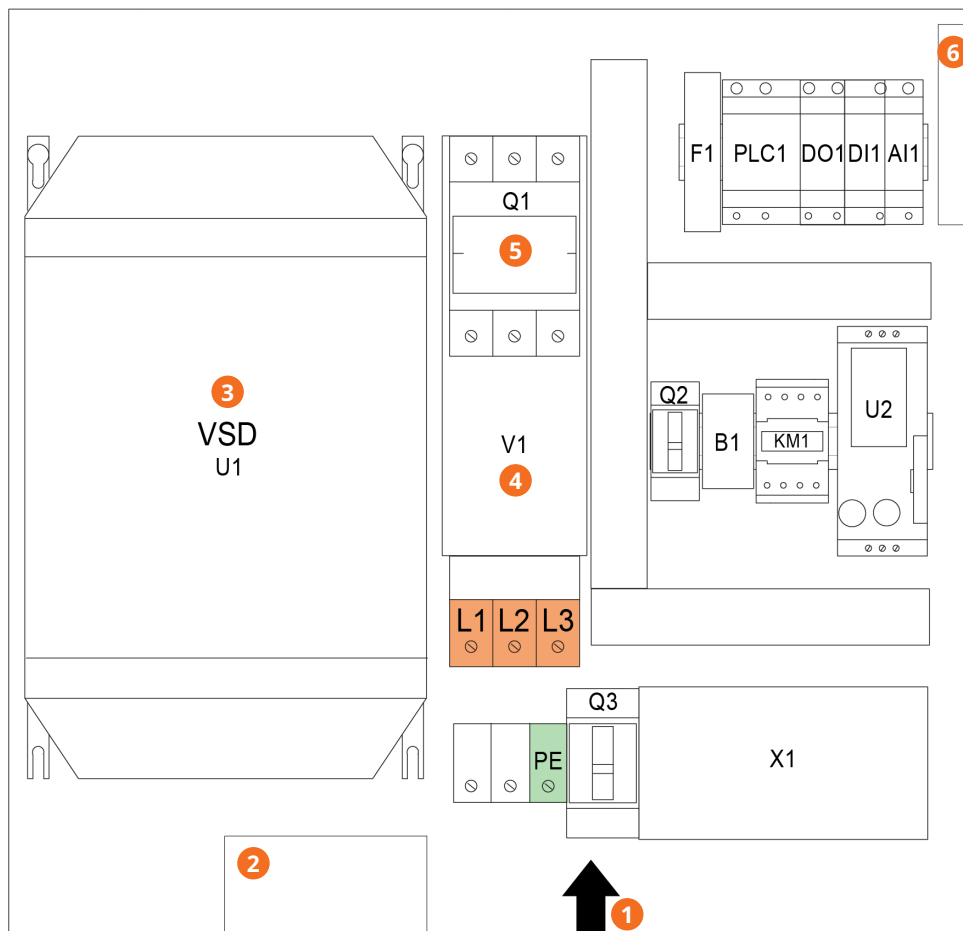 6
F1 PLC1 DO1 DI1 AI1
Q1
5
3
VSD
U1
Q2
B1
KM1
U2
V1
4
L1 L2 L3
Q3
PE
X1
2
1